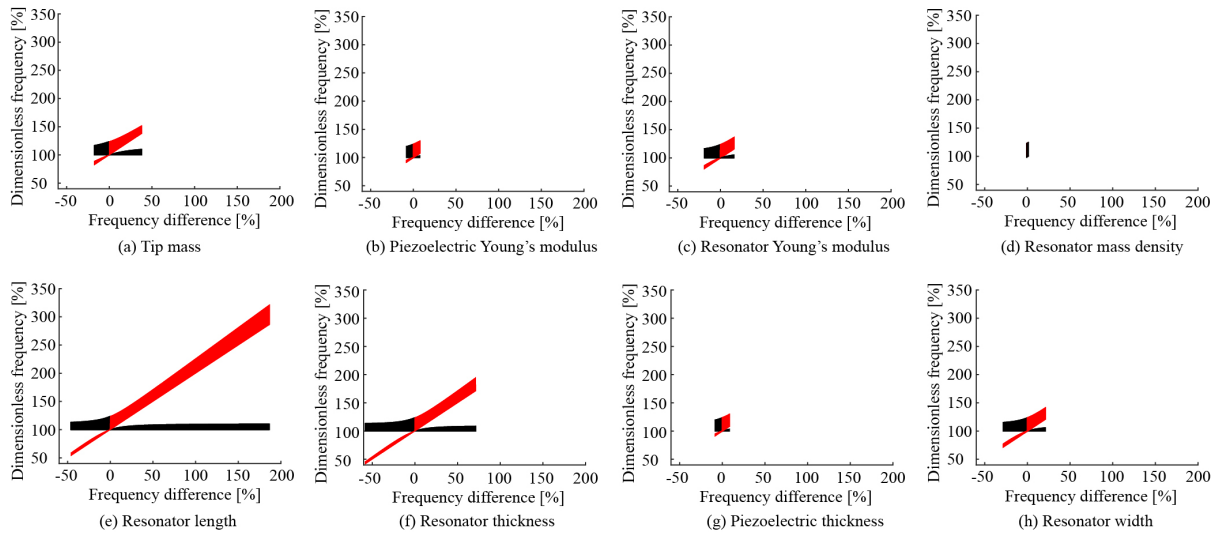 Dimensionless frequency [%]
350
300
250
200
150
100
50
-50 0 50 100 150 200
Frequency difference [%]
(a) Tip mass
Dimensionless frequency [%]
350
300
250
200
150
100
50
-50 0 50 100 150 200
Frequency difference [%]
(b) Piezoelectric Young's modulus
Dimensionless frequency [%]
350
300
250
200
150
100
50
-50 0 50 100 150 200
Frequency difference [%]
(c) Resonator Young's modulus
Dimensionless frequency [%]
350
300
250
200
150
100
50
-50 0 50 100 150 200
Frequency difference [%]
(d) Resonator mass density
Dimensionless frequency [%]
350
300
250
200
150
100
50
-50 0 50 100 150 200
Frequency difference [%]
(e) Resonator length
Dimensionless frequency [%]
350
300
250
200
150
100
50
-50 0 50 100 150 200
Frequency difference [%]
(f) Resonator thickness
Dimensionless frequency [%]
350
300
250
200
150
100
50
-50 0 50 100 150 200
Frequency difference [%]
(g) Piezoelectric thickness
Dimensionless frequency [%]
350
300
250
200
150
100
50
-50 0 50 100 150 200
Frequency difference [%]
(h) Resonator width